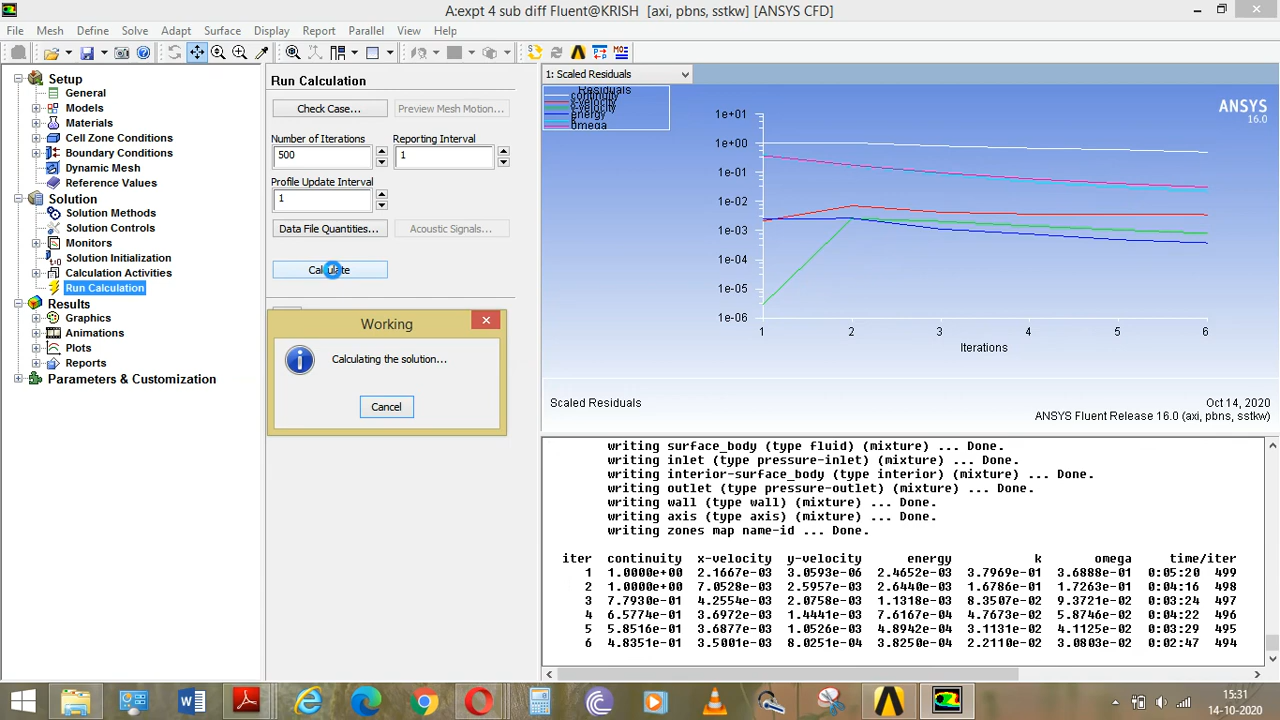 A:expt 4 sub diff Fluent@KRISH [axi, pbns, sstkw] [ANSYS CFD]
File Mesh Define Solve Adapt Surface Display Report Parallel View Help
Setup
General
Models
Materials
Cell Zone Conditions
Boundary Conditions
Dynamic Mesh
Reference Values
Solution
Solution Methods
Solution Controls
Monitors
Solution Initialization
Calculation Activities
Run Calculation
Results
Graphics
Animations
Plots
Reports
Parameters & Customization
Run Calculation
Check Case... Preview Mesh Motion...
Number of Iterations Reporting Interval
500 1
Profile Update Interval
1
Data File Quantities... Acoustic Signals...
Calculate
Working
Calculating the solution...
Cancel
1: Scaled Residuals
Residuals
continuity
x-velocity
y-velocity
energy
omega
1e+01
1e+00
1e-01
1e-02
1e-03
1e-04
1e-05
1e-06
1 2 3 4 5 6
Iterations
ANSYS
16.0
Scaled Residuals
Oct 14, 2020
ANSYS Fluent Release 16.0 (axi, pbns, sstkw)
writing surface_body (type fluid) (mixture) ... Done.
writing inlet (type pressure-inlet) (mixture) ... Done.
writing interior-surface_body (type interior) (mixture) ... Done.
writing outlet (type pressure-outlet) (mixture) ... Done.
writing wall (type wall) (mixture) ... Done.
writing axis (type axis) (mixture) ... Done.
writing zones map name-id ... Done.
iter continuity x-velocity y-velocity energy k omega time/iter
1 1.0000e+00 2.1667e-03 3.0593e-06 2.4652e-03 3.7969e-01 3.6888e-01 0:05:20 499
2 1.0000e+00 7.0528e-03 2.5957e-03 2.6440e-03 1.6786e-01 1.7263e-01 0:04:16 498
3 7.7930e-01 4.2554e-03 2.0758e-03 1.1318e-03 8.3507e-02 9.3721e-02 0:03:24 497
4 6.5774e-01 3.6972e-03 1.4441e-03 7.6167e-04 4.7673e-02 5.8746e-02 0:04:22 496
5 5.8516e-01 3.6877e-03 1.0526e-03 4.8942e-04 3.1131e-02 4.1125e-02 0:03:29 495
6 4.8351e-01 3.5001e-03 8.0251e-04 3.8250e-04 2.2110e-02 3.0803e-02 0:02:47 494
15:31
14-10-2020